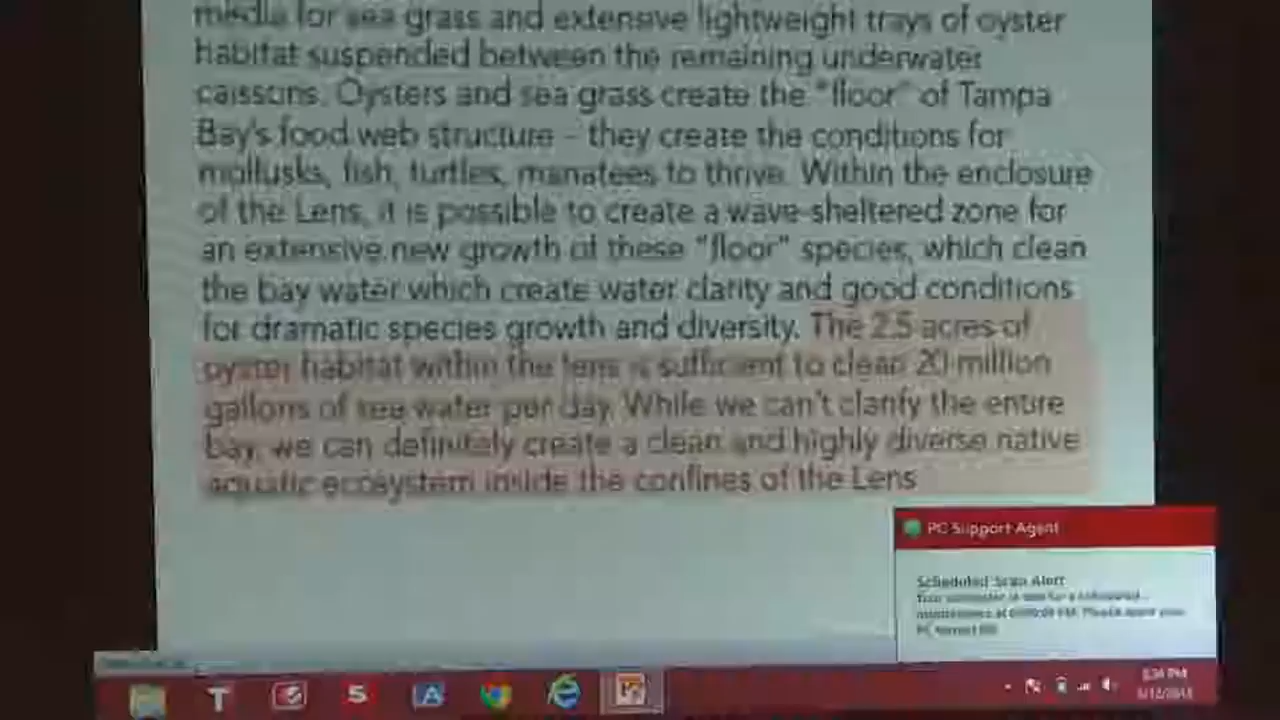 media for sea grass and extensive lightweight trays of oyster
habitat suspended between the remaining underwater
caissons. Oysters and sea grass create the "floor" of Tampa
Bay's food web structure – they create the conditions for
mollusks, fish, turtles, manatees to thrive. Within the enclosure
of the Lens, it is possible to create a wave-sheltered zone for
an extensive new growth of these "floor" species, which clean
the bay water which create water clarity and good conditions
for dramatic species growth and diversity. The 2.5 acres of
oyster habitat within the lens is sufficient to clean 20 million
gallons of sea water per day. While we can't clarify the entire
bay, we can definitely create a clean and highly diverse native
aquatic ecosystem inside the confines of the Lens
PC Support Agent
Scheduled Scan Alert
PM. Please